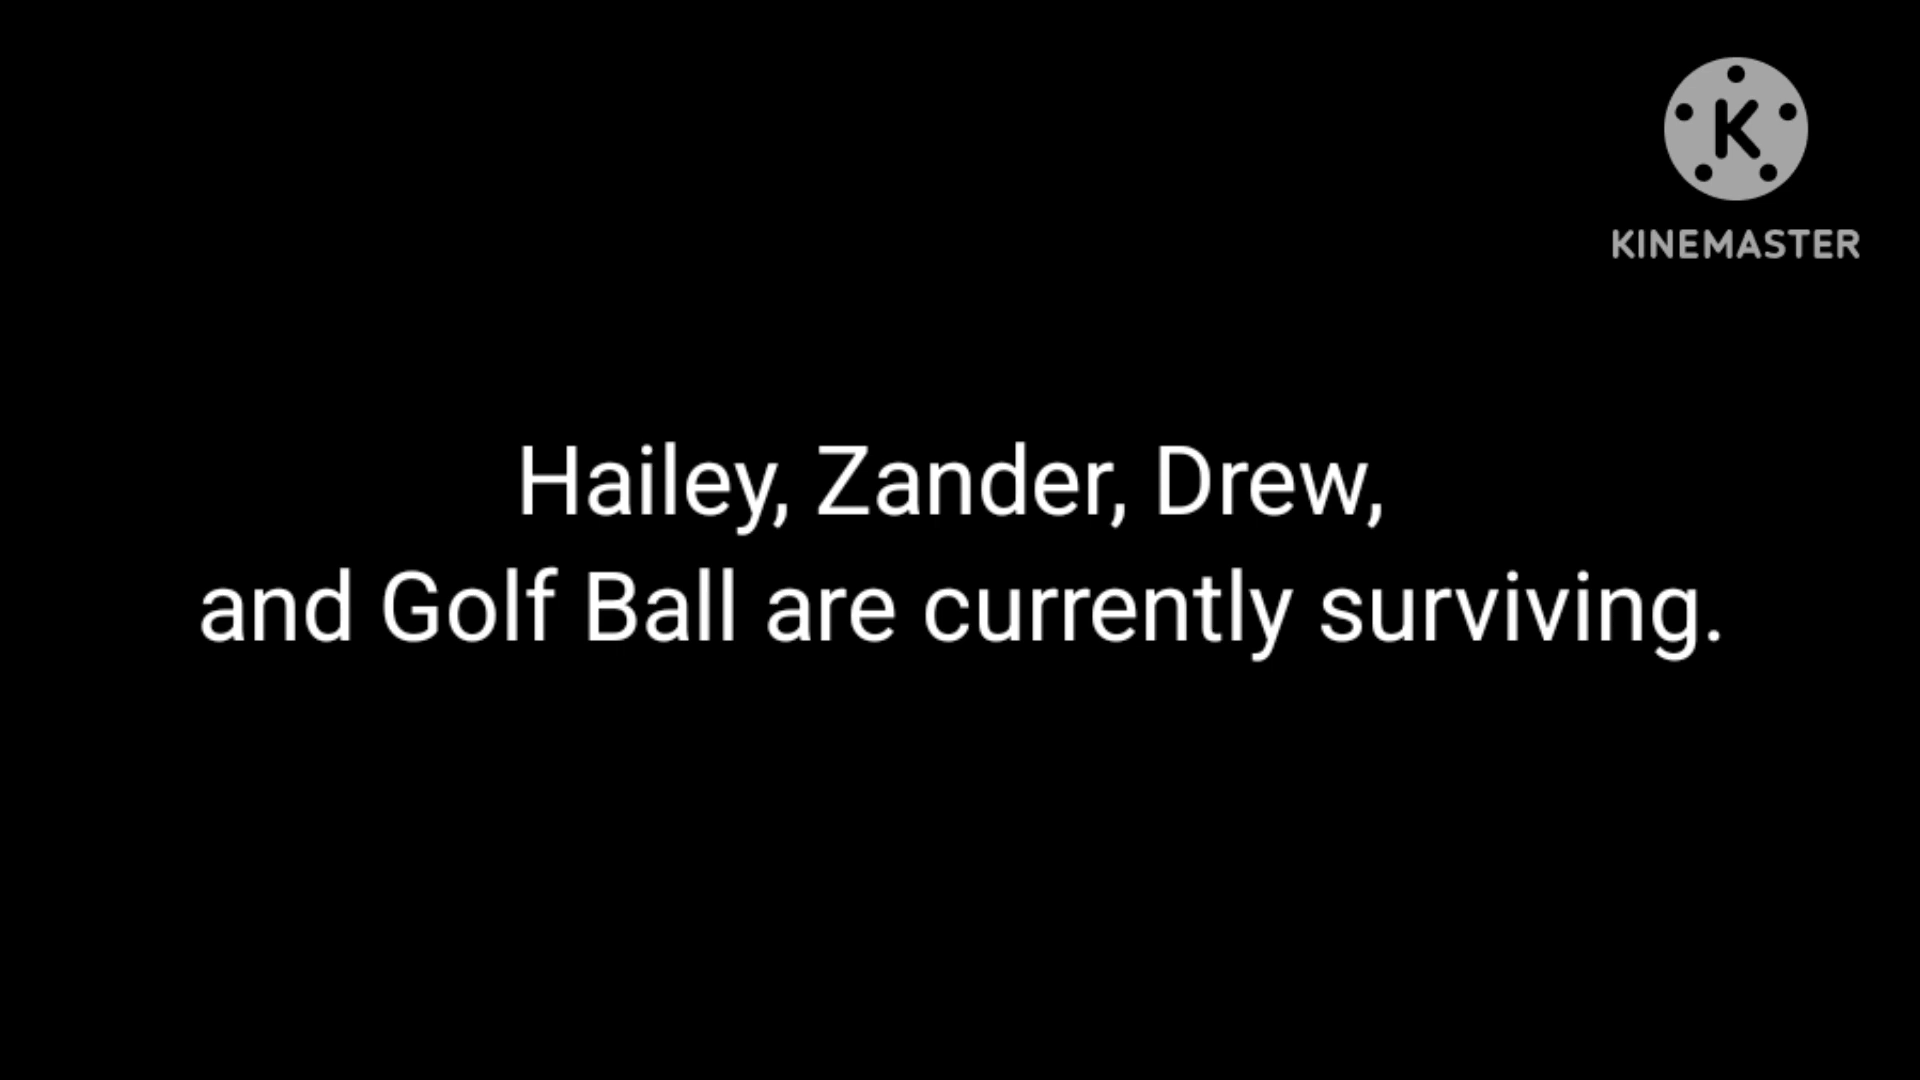 K
KINEMASTER
Hailey, Zander, Drew,
and Golf Ball are currently surviving.